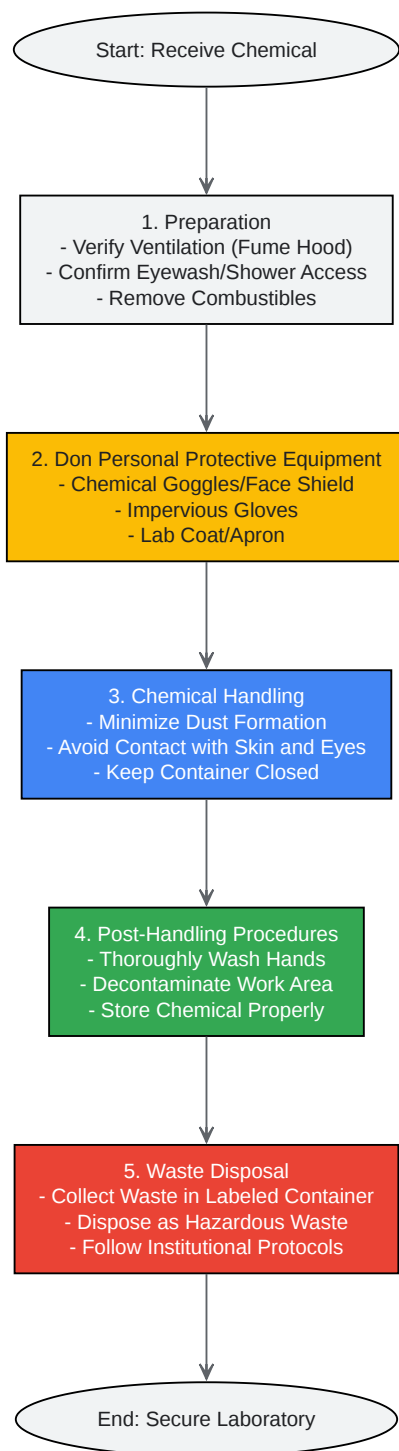 Start: Receive Chemical
1. Preparation
- Verify Ventilation (Fume Hood)
- Confirm Eyewash/Shower Access
- Remove Combustibles
2. Don Personal Protective Equipment
- Chemical Goggles/Face Shield
- Impervious Gloves
- Lab Coat/Apron
3. Chemical Handling
- Minimize Dust Formation
- Avoid Contact with Skin and Eyes
- Keep Container Closed
4. Post-Handling Procedures
- Thoroughly Wash Hands
- Decontaminate Work Area
- Store Chemical Properly
5. Waste Disposal
- Collect Waste in Labeled Container
- Dispose as Hazardous Waste
- Follow Institutional Protocols
End: Secure Laboratory